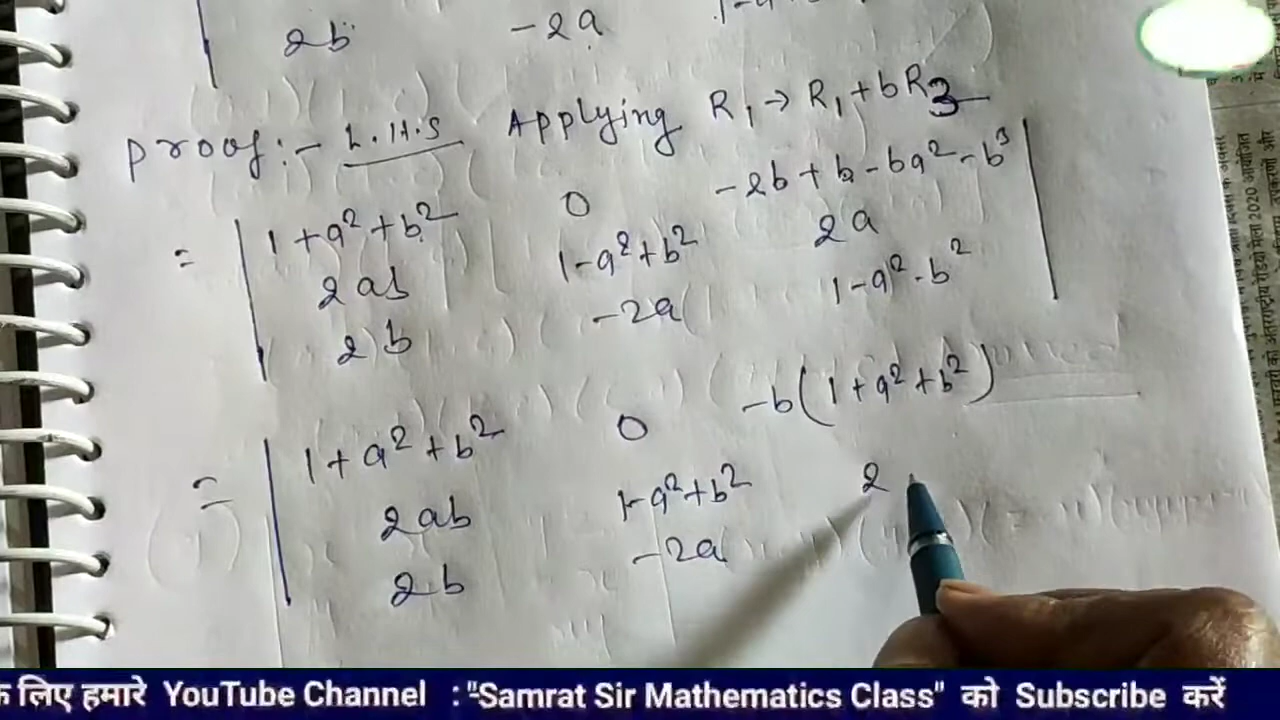 2b -2a
Proof:- L.H.S Applying R₁ → R₁ + bR₃
= | 1+a²+b² 0 -2b+b-ba²-b³ |
2ab 1-a²+b² 2a
2b -2a 1-a²-b²
= | 1+a²+b² 0 -b(1+a²+b²)
2ab 1-a²+b² 2
2b -2a
के लिए हमारे YouTube Channel : "Samrat Sir Mathematics Class" को Subscribe करें